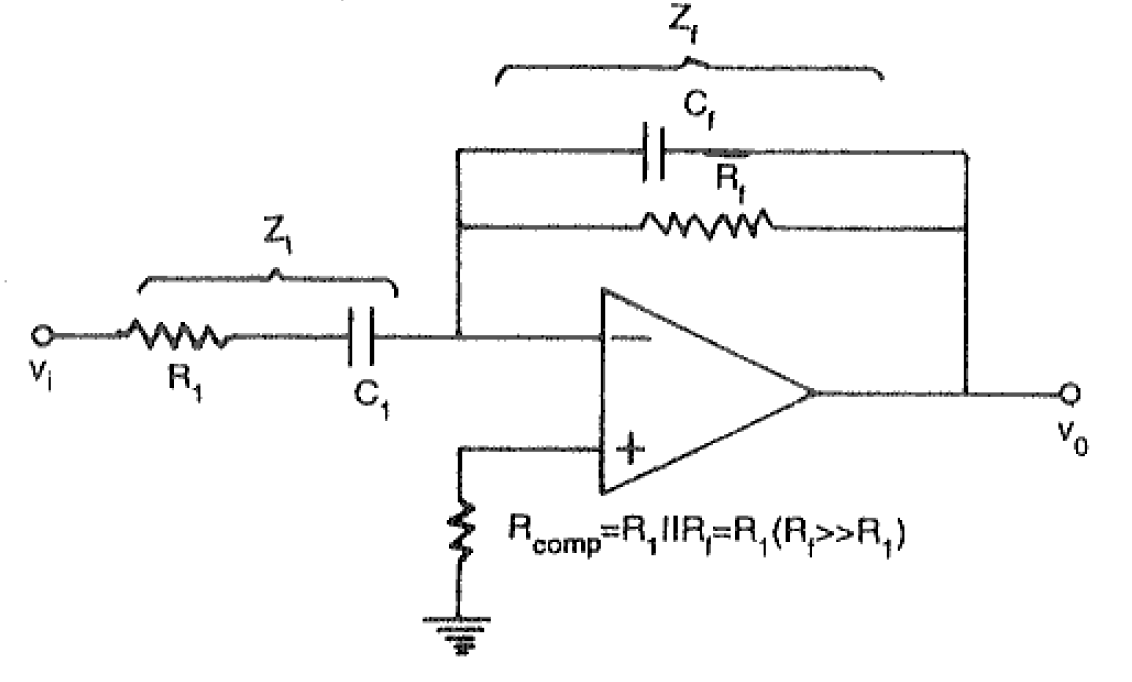 Z_f
C_f
R_f
Z_1
v_i
R_1
C_1
−
+
v_0
R_comp=R_1||R_f=R_1(R_f>>R_1)